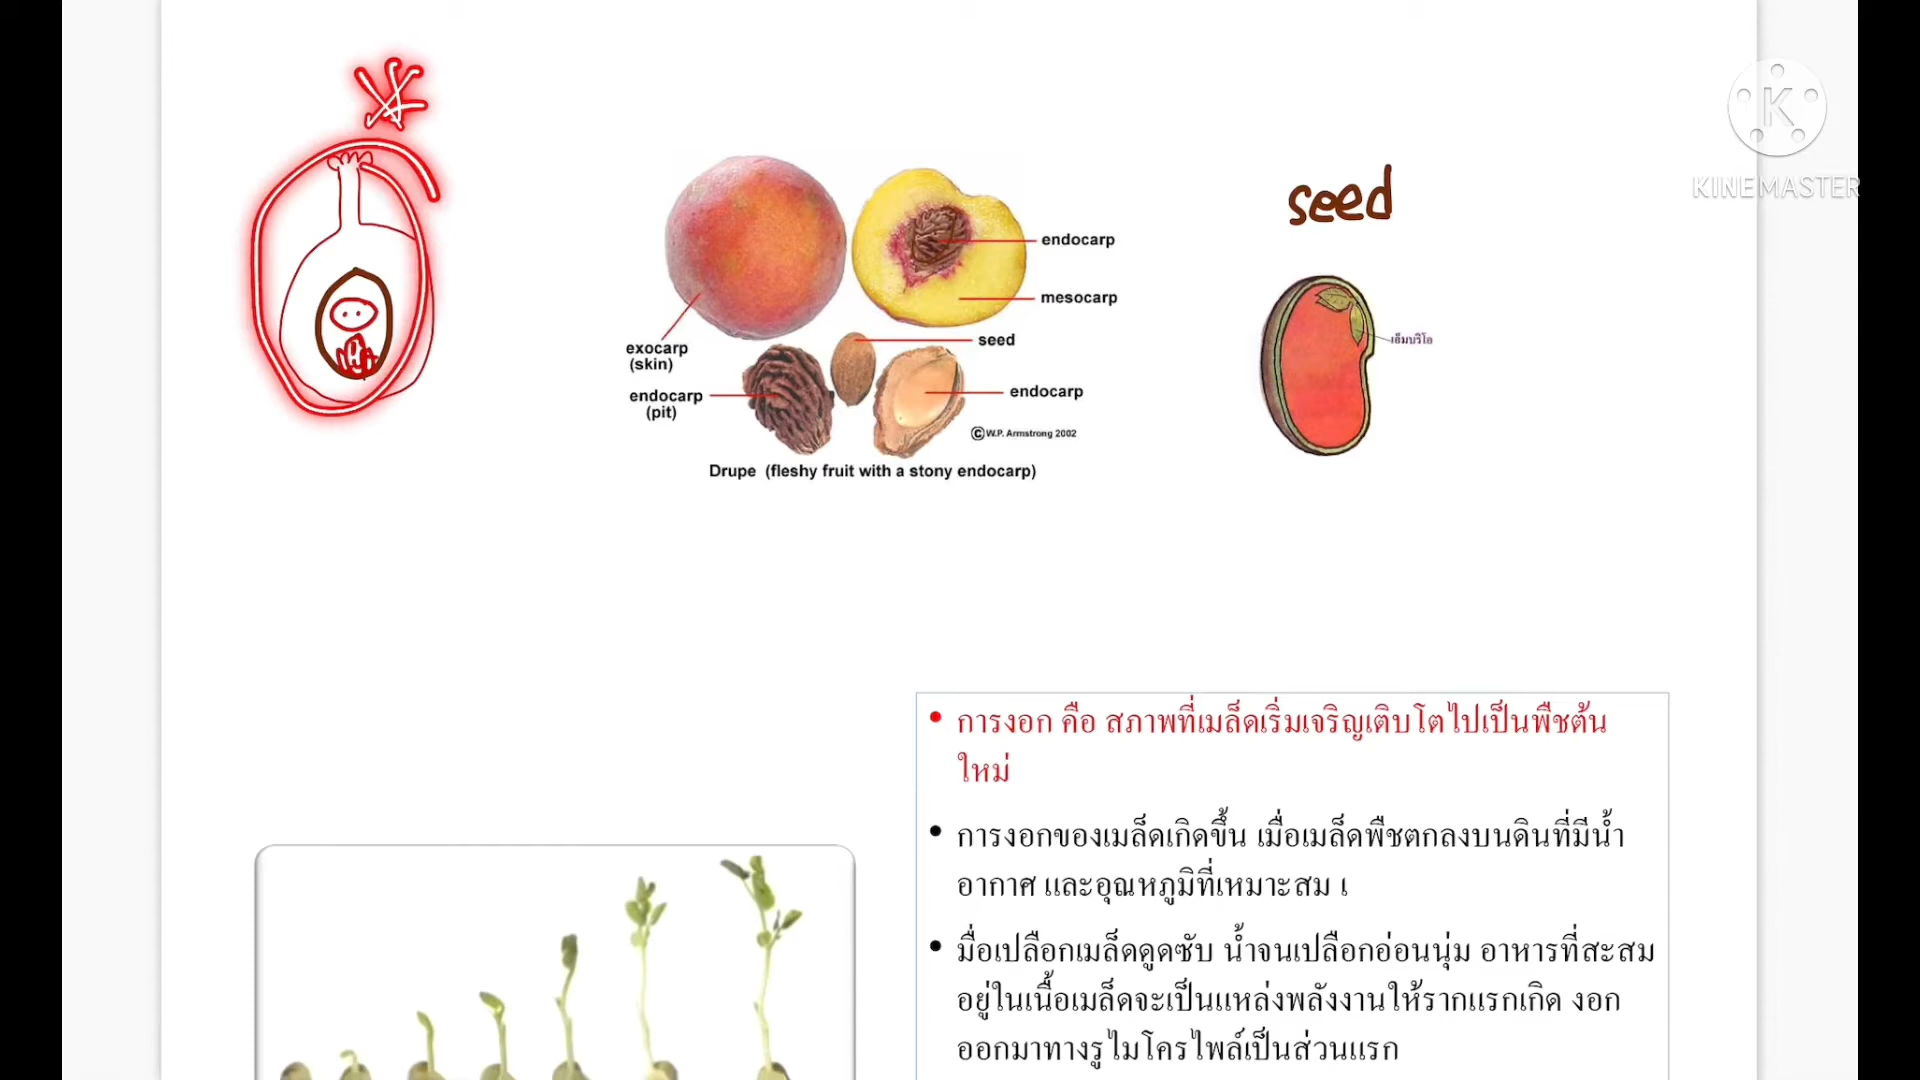 KINEMASTER
seed
endocarp
mesocarp
seed
exocarp
(skin)
endocarp
(pit)
endocarp
©W.P. Armstrong 2002
Drupe (fleshy fruit with a stony endocarp)
เอ็มบริโอ
• การงอก คือ สภาพที่เมล็ดเริ่มเจริญเติบโตไปเป็นพืชต้น
ใหม่
• การงอกของเมล็ดเกิดขึ้น เมื่อเมล็ดพืชตกลงบนดินที่มีน้ำ
อากาศ และอุณหภูมิที่เหมาะสม เ
• มื่อเปลือกเมล็ดดูดซับ น้ำจนเปลือกอ่อนนุ่ม อาหารที่สะสม
อยู่ในเนื้อเมล็ดจะเป็นแหล่งพลังงานให้รากแรกเกิด งอก
ออกมาทางรูไมโครไพล์เป็นส่วนแรก